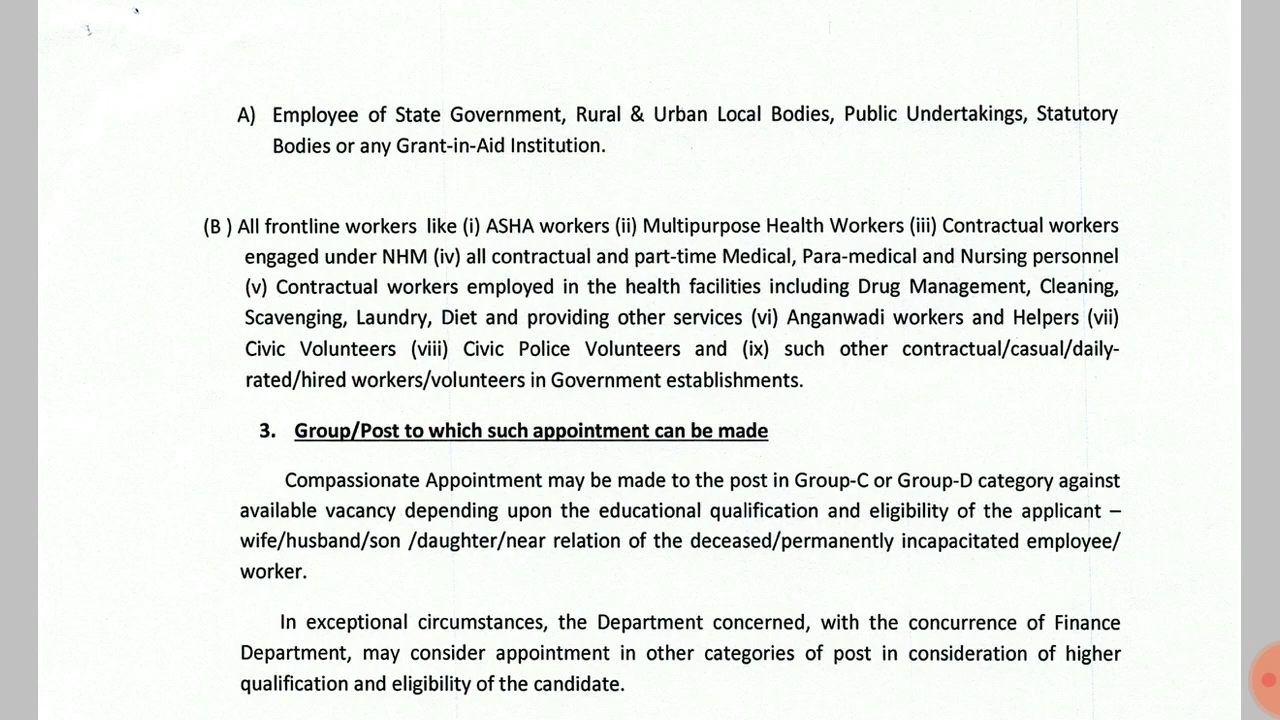 A) Employee of State Government, Rural & Urban Local Bodies, Public Undertakings, Statutory
Bodies or any Grant-in-Aid Institution.
(B ) All frontline workers like (i) ASHA workers (ii) Multipurpose Health Workers (iii) Contractual workers
engaged under NHM (iv) all contractual and part-time Medical, Para-medical and Nursing personnel
(v) Contractual workers employed in the health facilities including Drug Management, Cleaning,
Scavenging, Laundry, Diet and providing other services (vi) Anganwadi workers and Helpers (vii)
Civic Volunteers (viii) Civic Police Volunteers and (ix) such other contractual/casual/daily-
rated/hired workers/volunteers in Government establishments.
3. Group/Post to which such appointment can be made
Compassionate Appointment may be made to the post in Group-C or Group-D category against
available vacancy depending upon the educational qualification and eligibility of the applicant –
wife/husband/son /daughter/near relation of the deceased/permanently incapacitated employee/
worker.
In exceptional circumstances, the Department concerned, with the concurrence of Finance
Department, may consider appointment in other categories of post in consideration of higher
qualification and eligibility of the candidate.